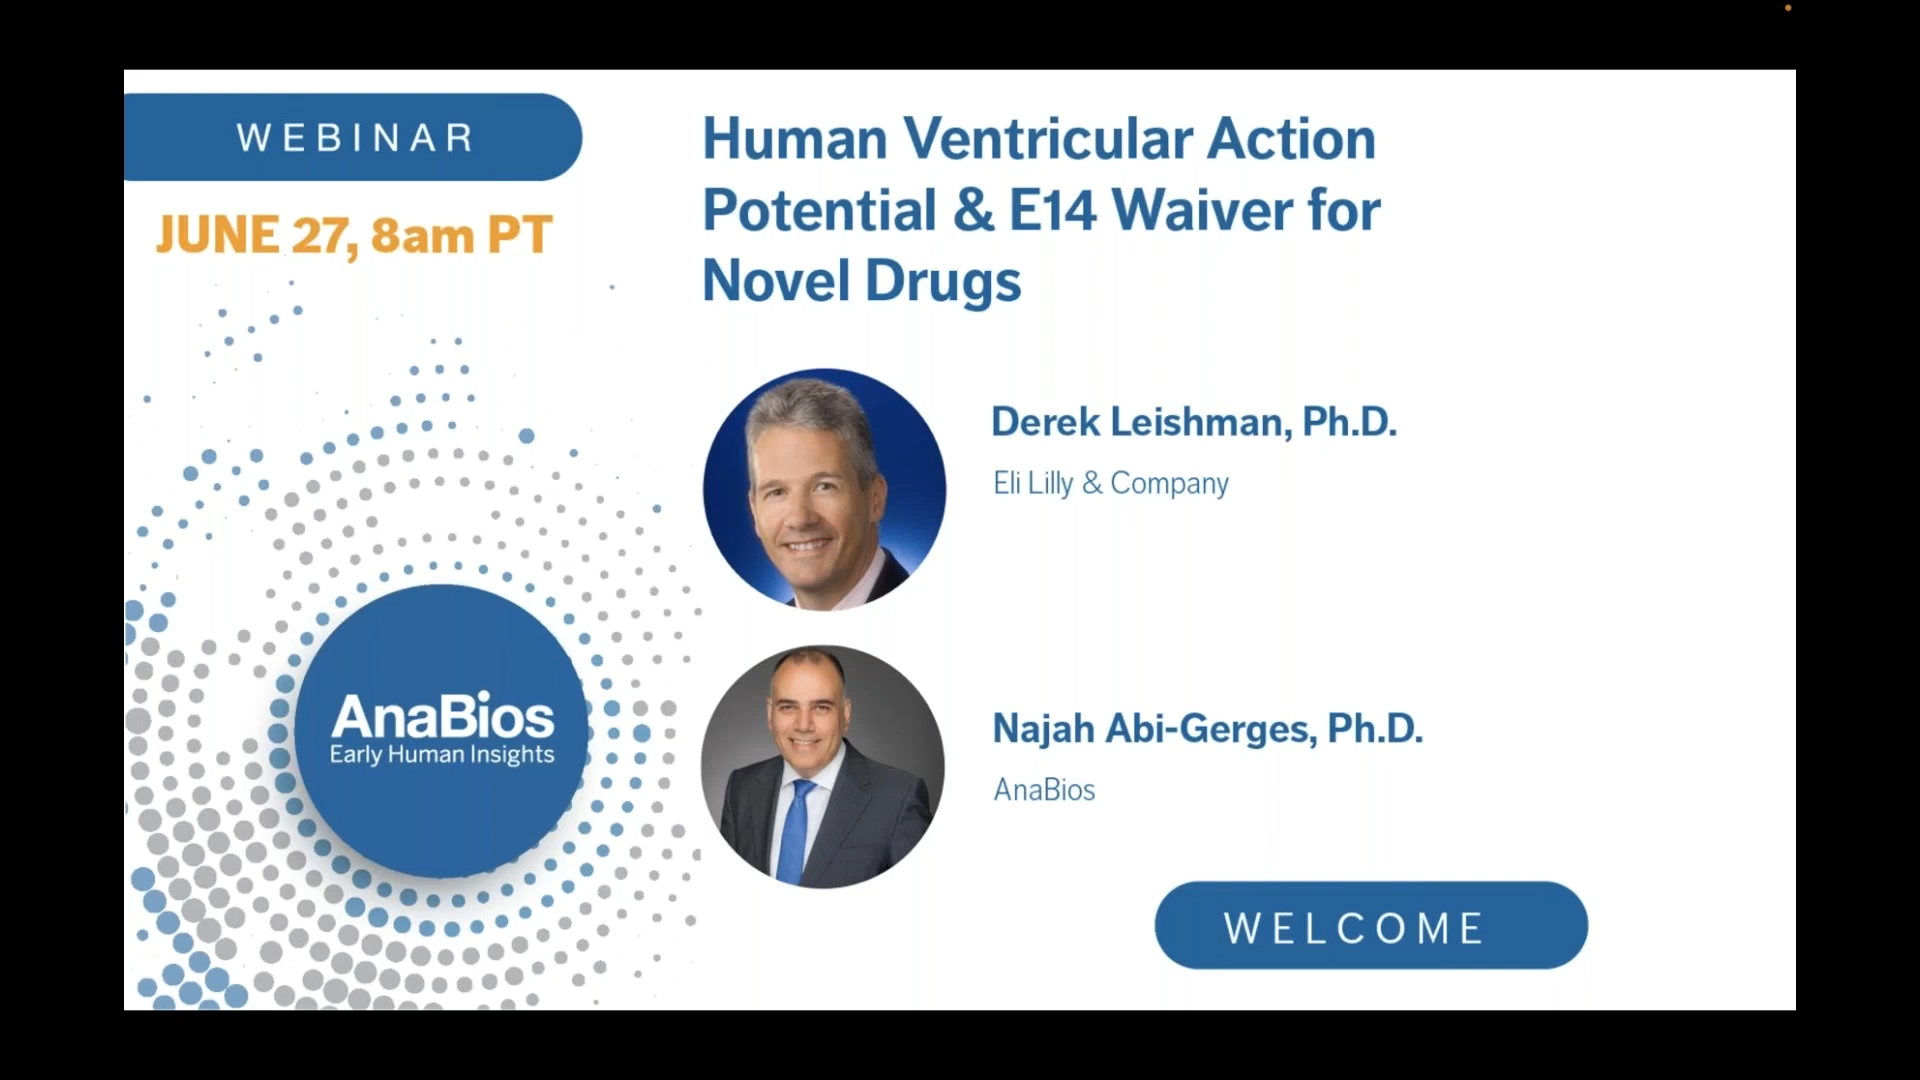 WEBINAR
JUNE 27, 8am PT
Human Ventricular Action
Potential & E14 Waiver for
Novel Drugs
Derek Leishman, Ph.D.
Eli Lilly & Company
AnaBios
Early Human Insights
Najah Abi-Gerges, Ph.D.
AnaBios
WELCOME